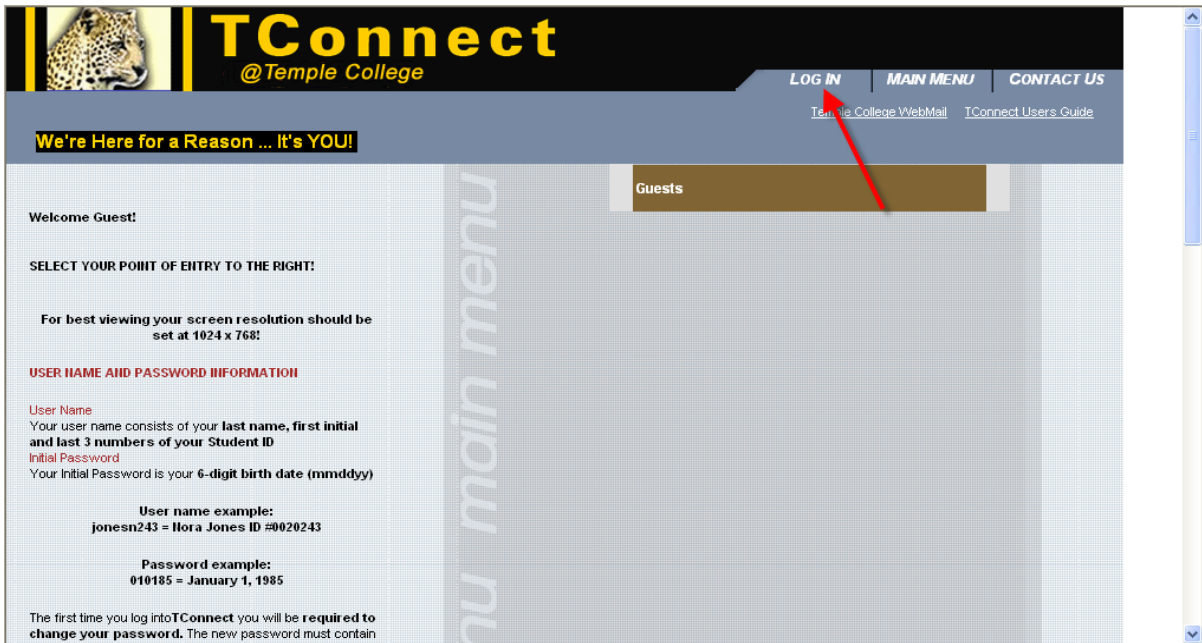 TConnect
@Temple College
LOG IN
MAIN MENU
CONTACT US
Temple College WebMail
TConnect Users Guide
We're Here for a Reason ... It's YOU!
Guests
Welcome Guest!
SELECT YOUR POINT OF ENTRY TO THE RIGHT!
For best viewing your screen resolution should be
set at 1024 x 768!
USER NAME AND PASSWORD INFORMATION
User Name
Your user name consists of your last name, first initial
and last 3 numbers of your Student ID
Initial Password
Your Initial Password is your 6-digit birth date (mmddyy)
User name example:
jonesn243 = Nora Jones ID #0020243
Password example:
010185 = January 1, 1985
The first time you log intoTConnect you will be required to
change your password. The new password must contain
main menu
main menu